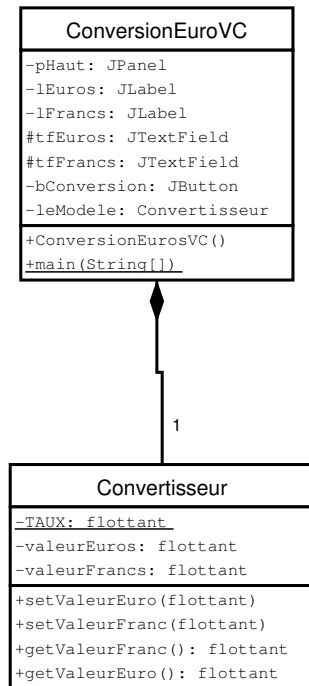 ConversionEuroVC
-pHaut: JPanel
-lEuros: JLabel
-lFrancs: JLabel
#tfEuros: JTextField
#tfFrancs: JTextField
-bConversion: JButton
-leModele: Convertisseur
+ConversionEurosVC()
+main(String[])
1
Convertisseur
-TAUX: flottant
-valeurEuros: flottant
-valeurFrancs: flottant
+setValeurEuro(flottant)
+setValeurFranc(flottant)
+getValeurFranc(): flottant
+getValeurEuro(): flottant